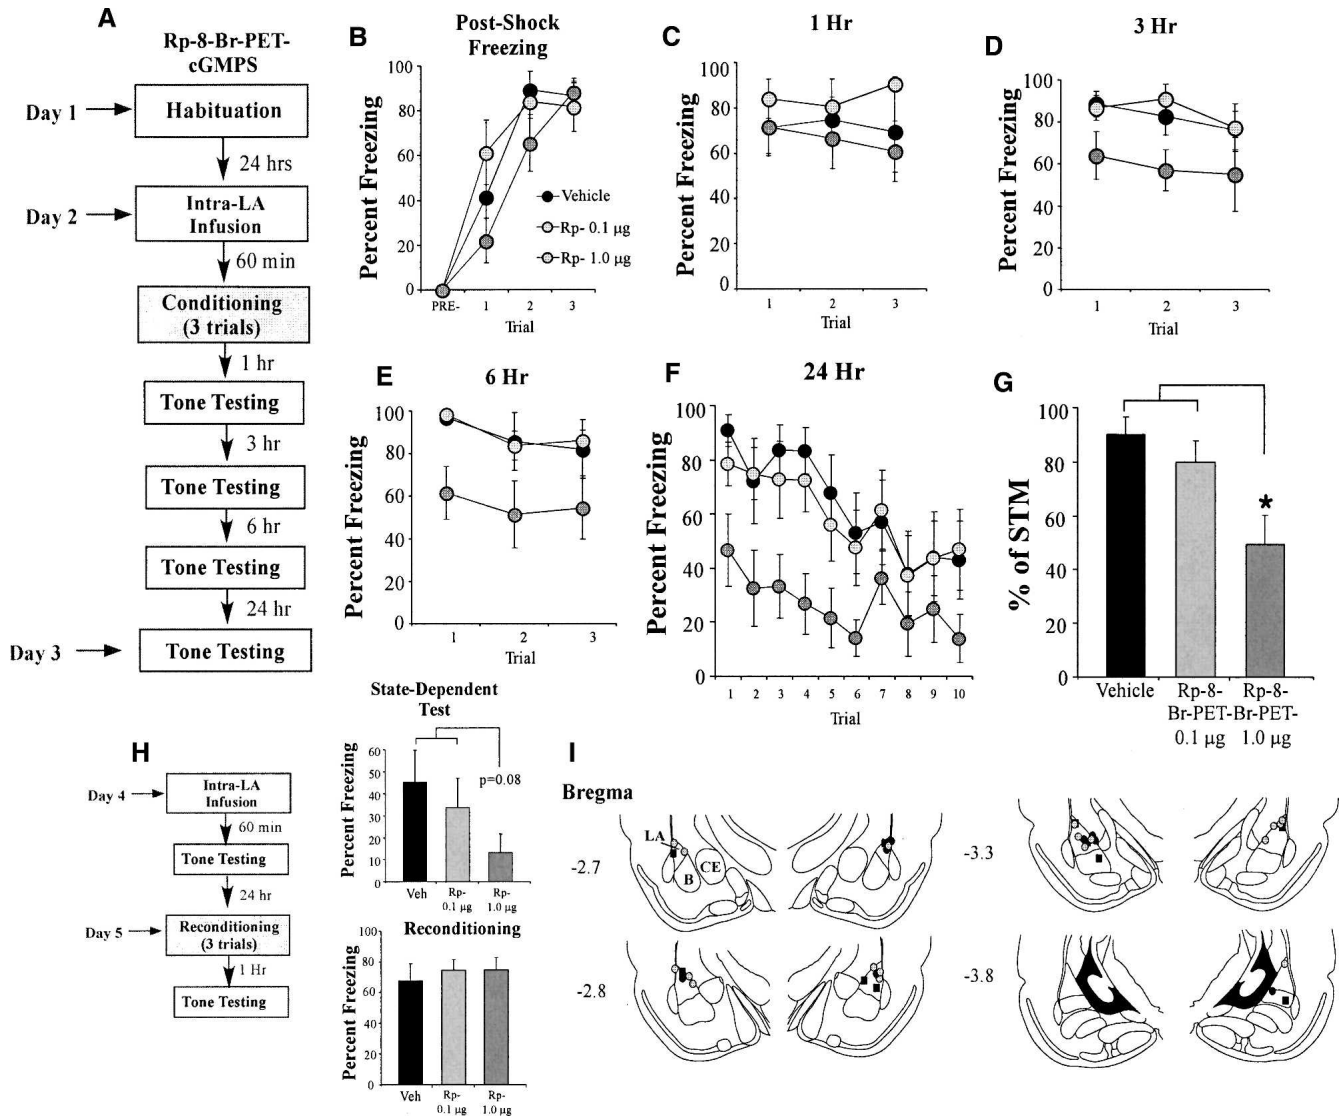 A
Rp-8-Br-PET-
cGMPS
Day 1
Habituation
24 hrs
Day 2
Intra-LA
Infusion
60 min
Conditioning
(3 trials)
1 hr
Tone Testing
3 hr
Tone Testing
6 hr
Tone Testing
24 hr
Day 3
Tone Testing
B
Post-Shock
Freezing
Percent Freezing
100
80
60
40
20
0
PRE-
1
2
3
Trial
Vehicle
Rp- 0.1 µg
Rp- 1.0 µg
C
1 Hr
Percent Freezing
100
80
60
40
20
0
1
2
3
Trial
D
3 Hr
Percent Freezing
100
80
60
40
20
0
1
2
3
Trial
E
6 Hr
Percent Freezing
100
80
60
40
20
0
1
2
3
Trial
F
24 Hr
Percent Freezing
100
80
60
40
20
0
1
2
3
4
5
6
7
8
9
10
Trial
G
% of STM
100
80
60
40
20
0
*
Vehicle
Rp-8-
Br-PET-
0.1 µg
Rp-8-
Br-PET-
1.0 µg
H
Day 4
Intra-LA
Infusion
60 min
Tone Testing
24 hr
Day 5
Reconditioning
(3 trials)
1 Hr
Tone Testing
State-Dependent
Test
Percent Freezing
60
50
40
30
20
10
0
p=0.08
Veh
Rp-
0.1 µg
Rp-
1.0 µg
Reconditioning
Percent Freezing
100
80
60
40
20
0
Veh
Rp-
0.1 µg
Rp-
1.0 µg
I
Bregma
LA
B
CE
-2.7
-2.8
-3.3
-3.8